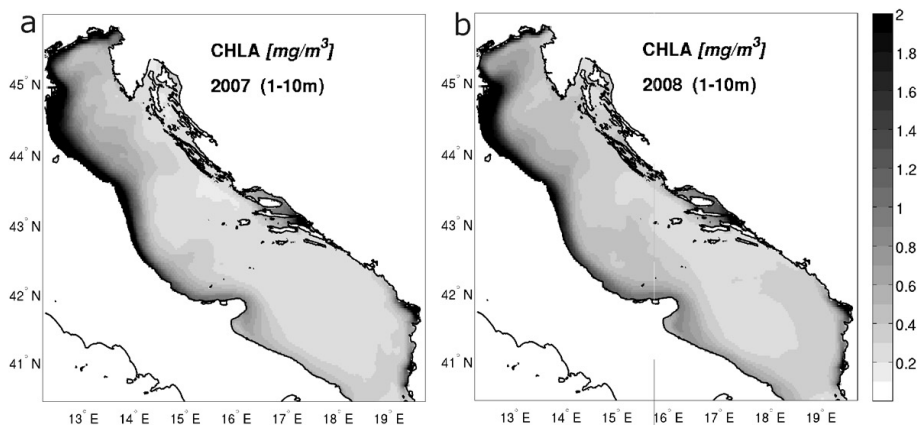 a
CHLA [mg/m³]
2007 (1-10m)
45°N
44°N
43°N
42°N
41°N
13°E 14°E 15°E 16°E 17°E 18°E 19°E
b
CHLA [mg/m³]
2008 (1-10m)
45°N
44°N
43°N
42°N
41°N
13°E 14°E 15°E 16°E 17°E 18°E 19°E
2
1.8
1.6
1.4
1.2
1
0.8
0.6
0.4
0.2